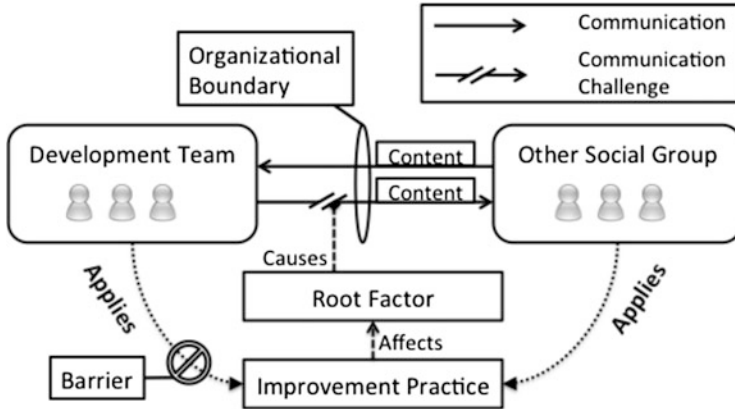 Organizational
Boundary
Communication
Communication
Challenge
Development Team
Content
Content
Other Social Group
Causes
Applies
Root Factor
Applies
Affects
Barrier
Improvement Practice